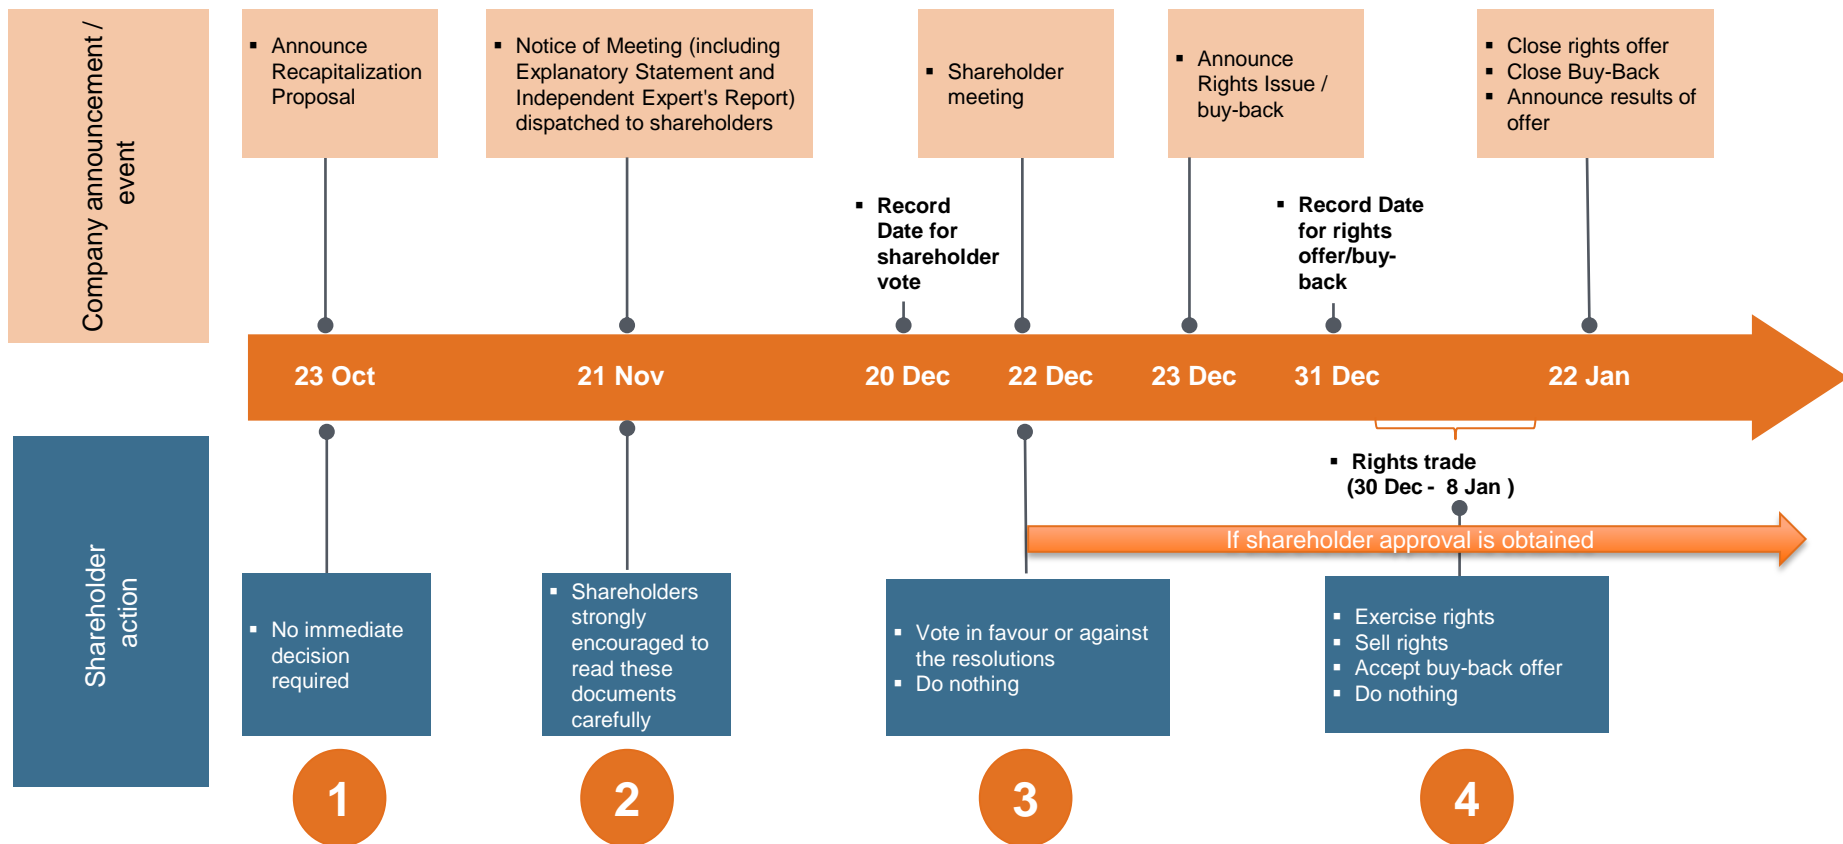 Company announcement /
event
▪ Announce
Recapitalization
Proposal
▪ Notice of Meeting (including
Explanatory Statement and
Independent Expert's Report)
dispatched to shareholders
▪ Shareholder
meeting
▪ Announce
Rights Issue /
buy-back
▪ Close rights offer
▪ Close Buy-Back
▪ Announce results of
offer
▪ Record
Date for
shareholder
vote
▪ Record Date
for rights
offer/buy-
back
23 Oct
21 Nov
20 Dec
22 Dec
23 Dec
31 Dec
22 Jan
▪ Rights trade
(30 Dec - 8 Jan )
If shareholder approval is obtained
Shareholder
action
▪ No immediate
decision
required
▪ Shareholders
strongly
encouraged to
read these
documents
carefully
▪ Vote in favour or against
the resolutions
▪ Do nothing
▪ Exercise rights
▪ Sell rights
▪ Accept buy-back offer
▪ Do nothing
1
2
3
4